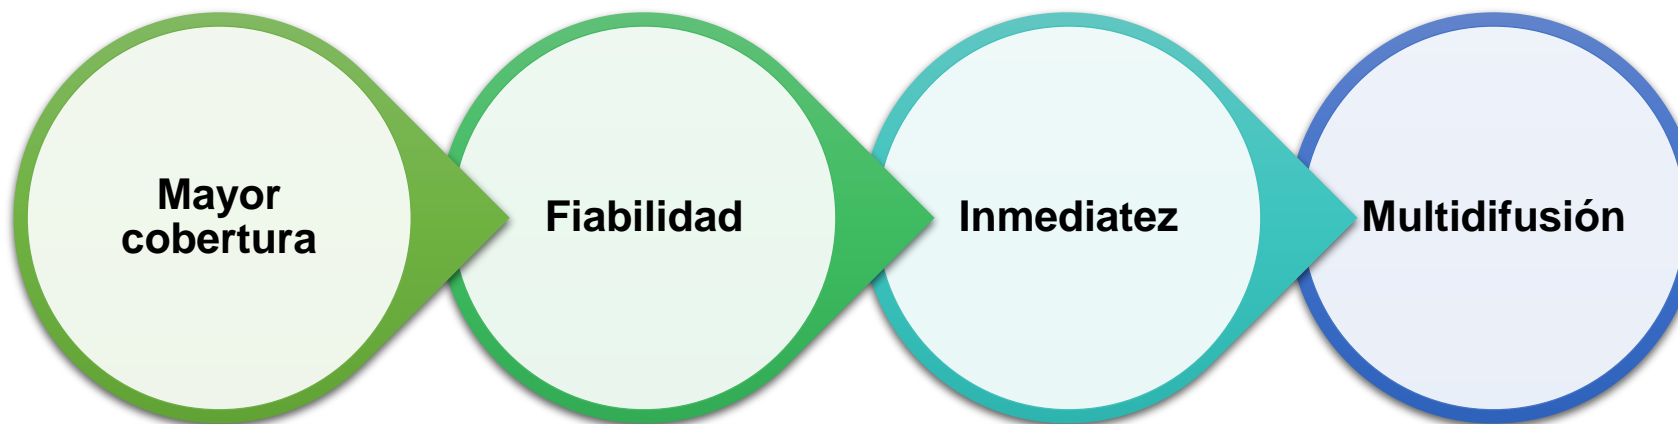 Mayor
cobertura
Fiabilidad
Inmediatez
Multidifusión